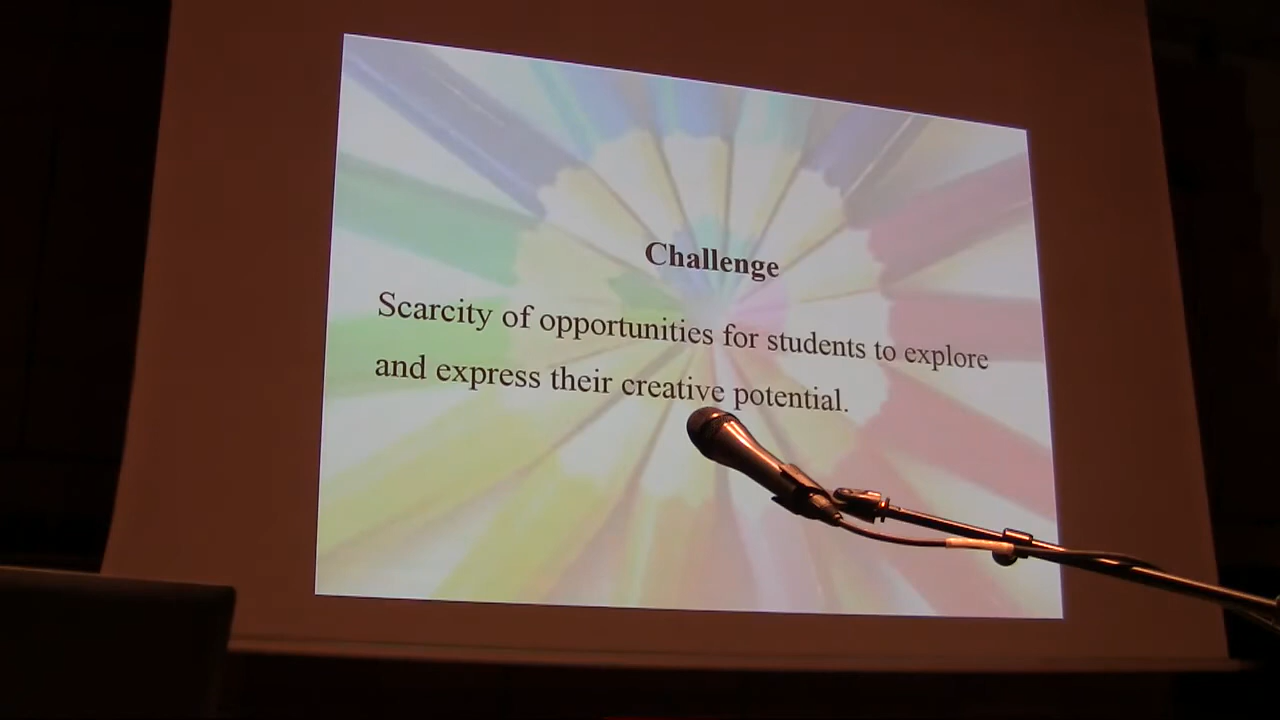 Challenge
Scarcity of opportunities for students to explore
and express their creative potential.